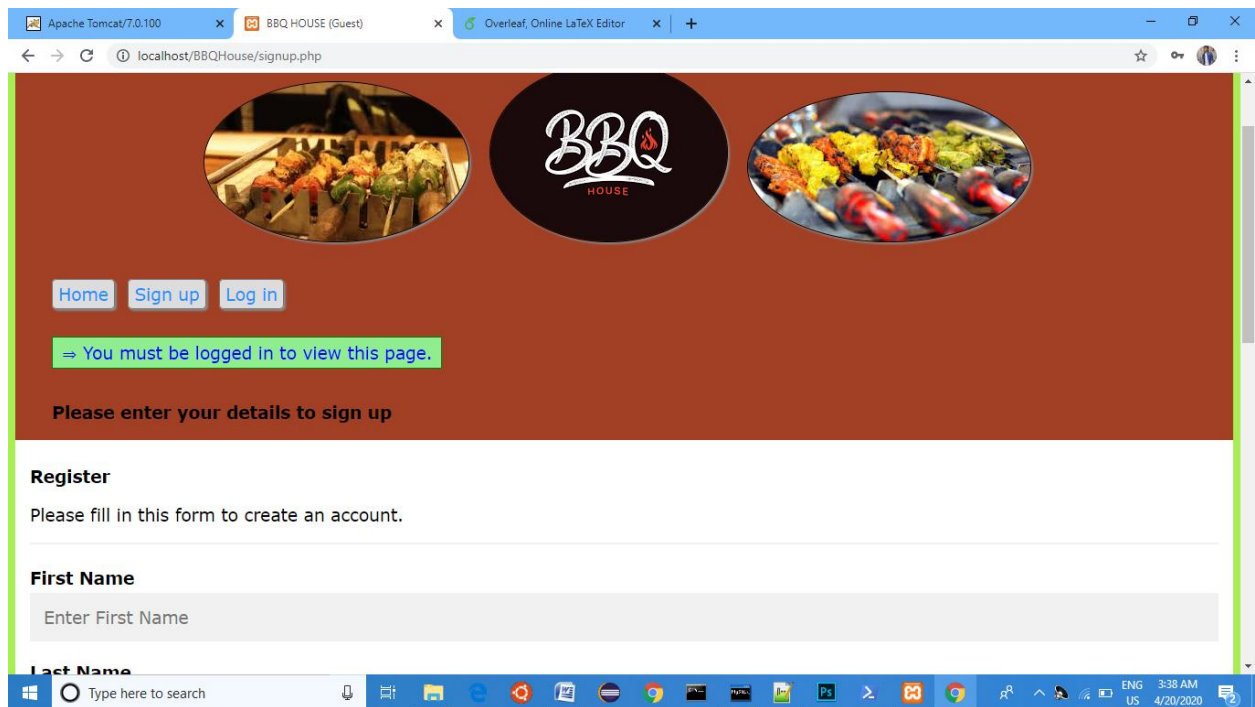 Apache Tomcat/7.0.100
BBQ HOUSE (Guest)
Overleaf, Online LaTeX Editor
localhost/BBQHouse/signup.php
BBQ
HOUSE
Home Sign up Log in
⇒ You must be logged in to view this page.
Please enter your details to sign up
Register
Please fill in this form to create an account.
First Name
Enter First Name
Last Name
Type here to search
ENG 3:38 AM
US 4/20/2020